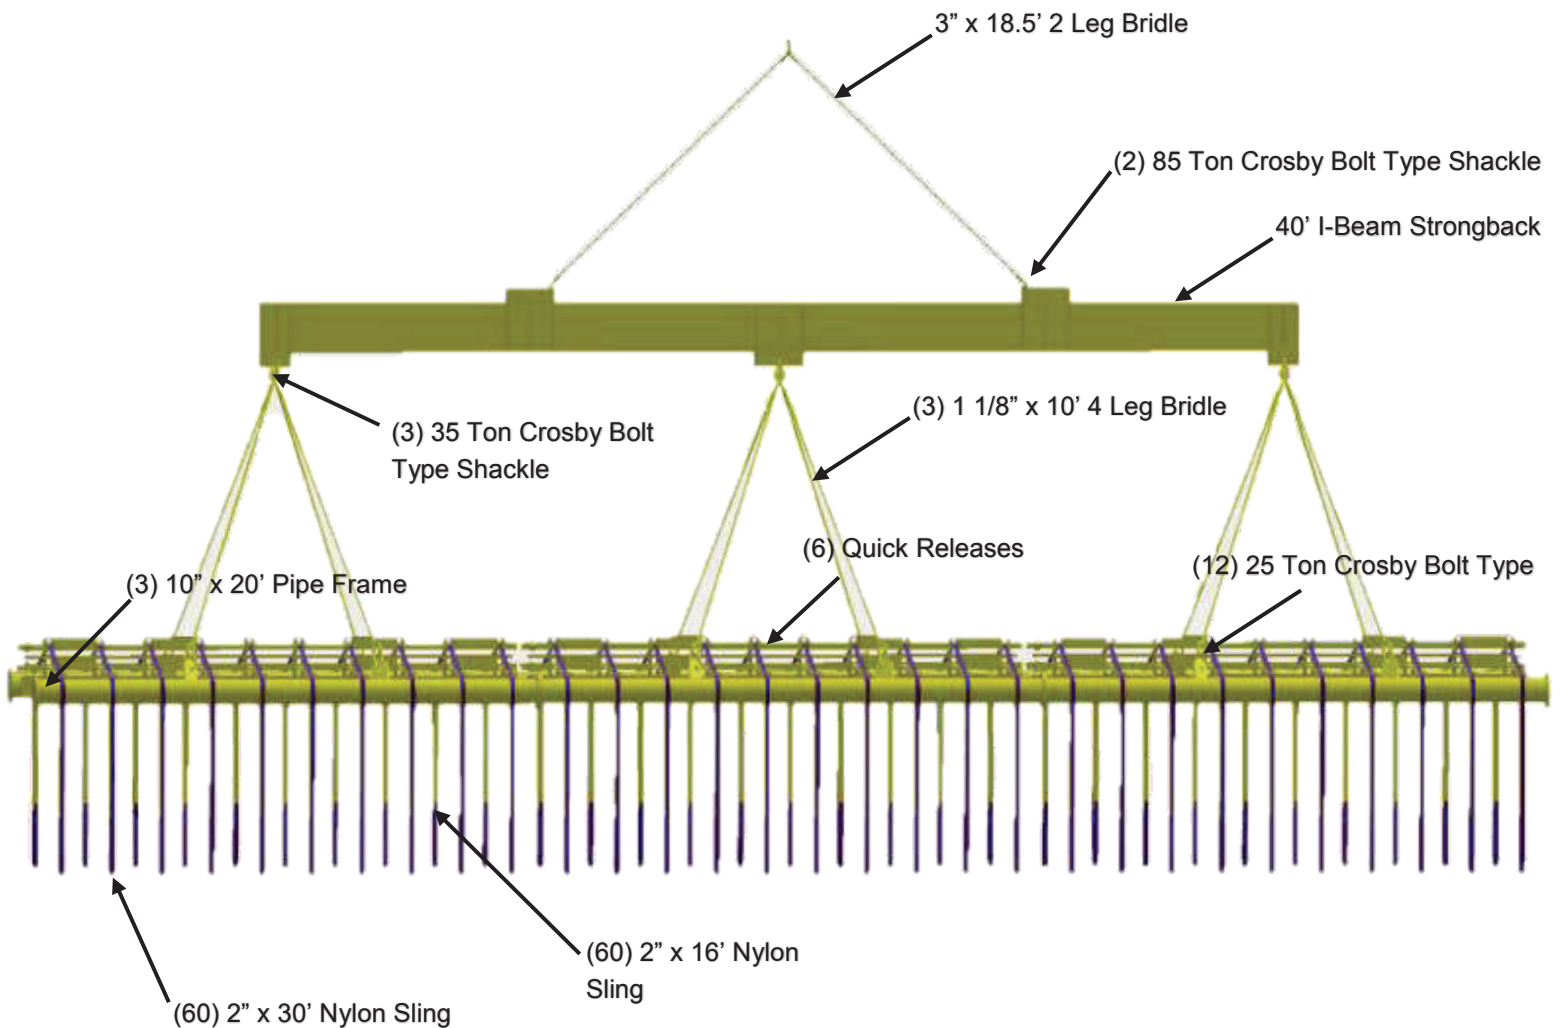 3” x 18.5’ 2 Leg Bridle
(2) 85 Ton Crosby Bolt Type Shackle
40’ I-Beam Strongback
(3) 1 1/8” x 10’ 4 Leg Bridle
(3) 35 Ton Crosby Bolt
Type Shackle
(6) Quick Releases
(12) 25 Ton Crosby Bolt Type
(3) 10” x 20’ Pipe Frame
(60) 2” x 16’ Nylon
Sling
(60) 2” x 30’ Nylon Sling